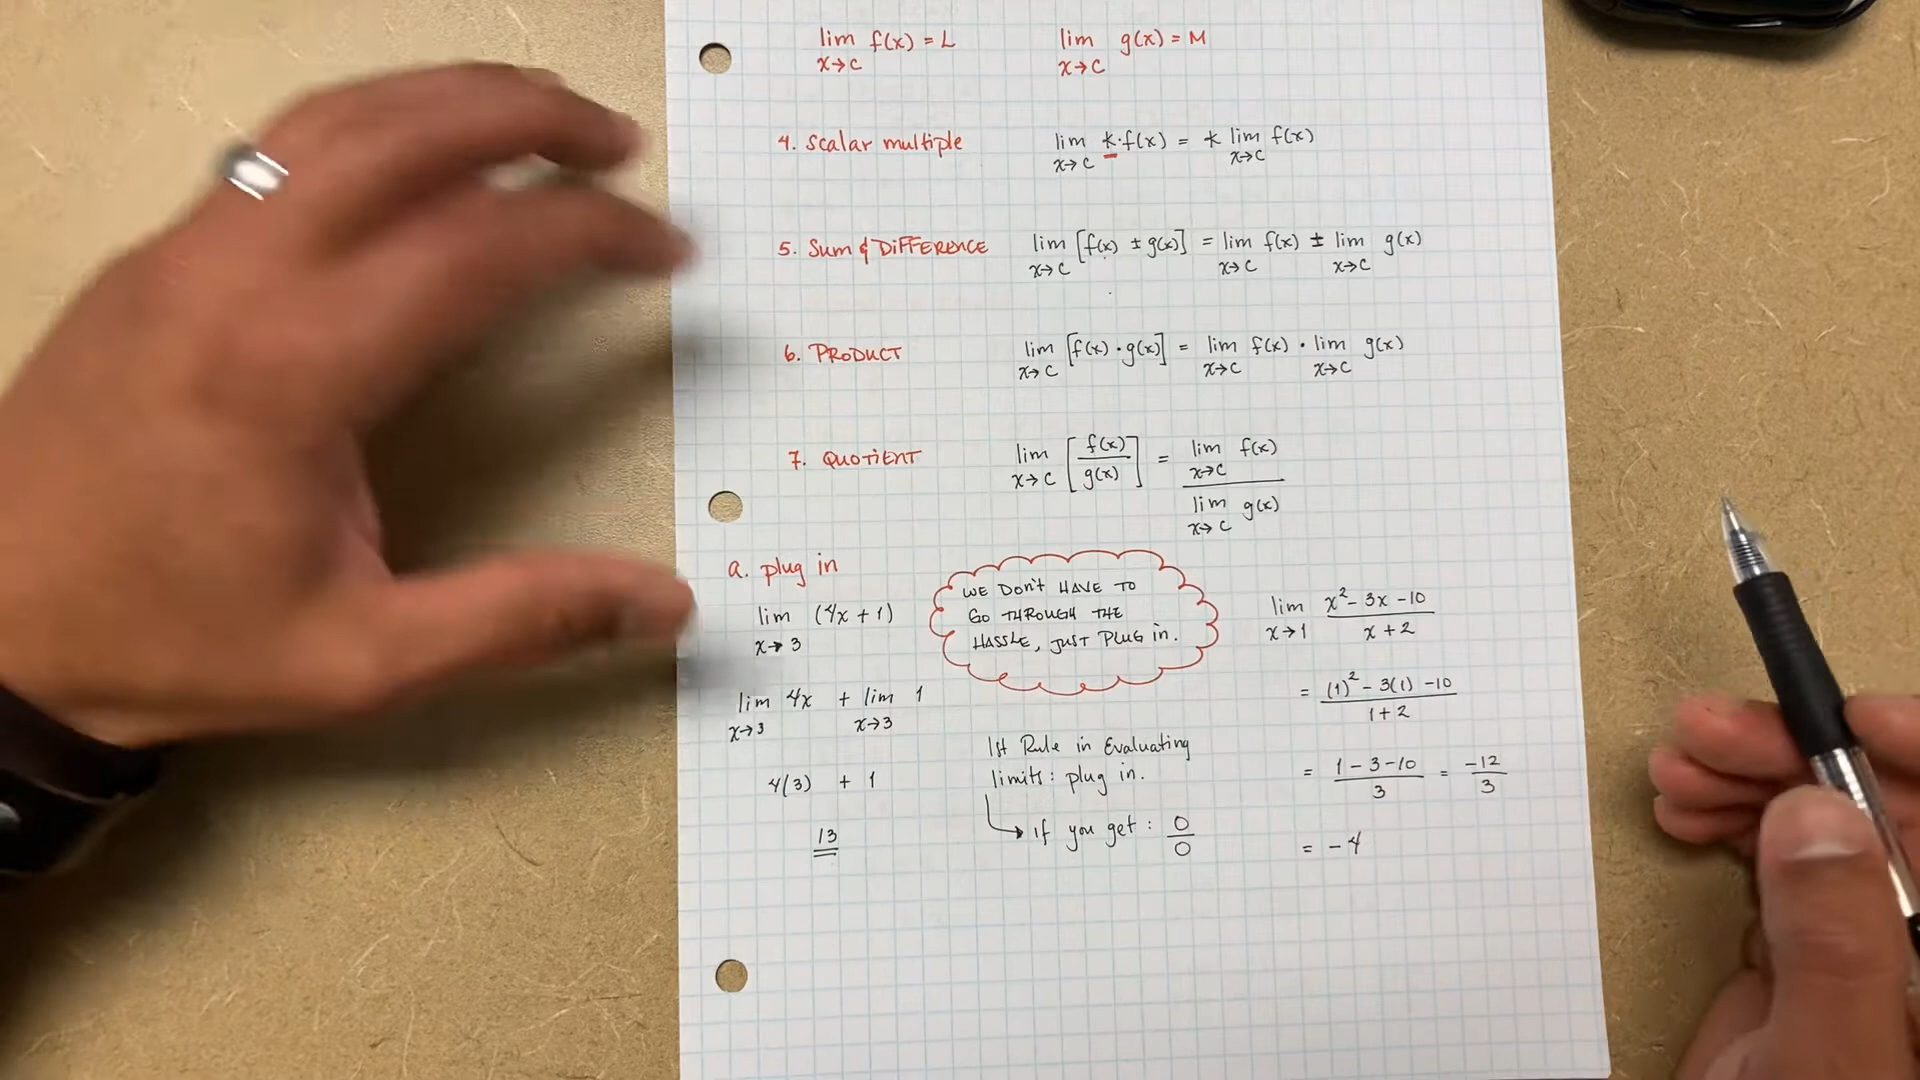 lim f(x) = L
x→c
lim g(x) = M
x→c
4. Scalar multiple
lim k·f(x) = k lim f(x)
x→c x→c
5. Sum & DIFFERENCE
lim [f(x) ± g(x)] = lim f(x) ± lim g(x)
x→c x→c x→c
6. PRODUCT
lim [f(x)·g(x)] = lim f(x) · lim g(x)
x→c x→c x→c
7. QUOTIENT
lim [f(x)/g(x)] = lim f(x)
x→c x→c
lim g(x)
x→c
a. plug in
lim (4x + 1)
x→3
lim 4x + lim 1
x→3 x→3
4(3) + 1
13
WE DON'T HAVE TO
GO THROUGH THE
HASSLE, JUST PLUG in.
1st Rule in Evaluating
limits: plug in.
↳ if you get: 0/0
lim x² - 3x - 10
x→1 x + 2
= (1)² - 3(1) - 10
1 + 2
= 1 - 3 - 10 = -12
3 3
= -4